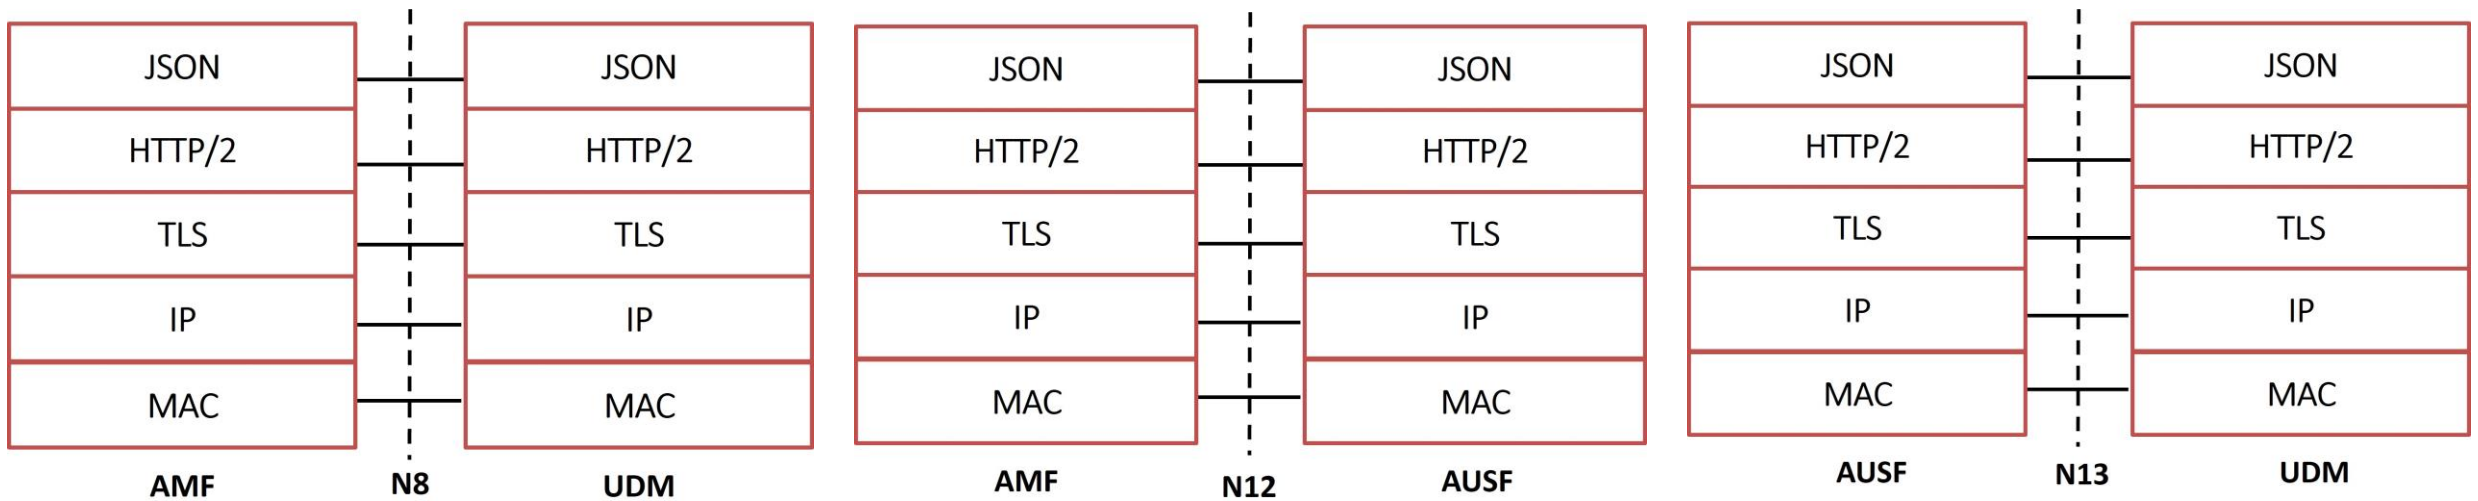 JSON JSON JSON JSON JSON JSON
HTTP/2 HTTP/2 HTTP/2 HTTP/2 HTTP/2 HTTP/2
TLS TLS TLS TLS TLS TLS
IP IP IP IP IP IP
MAC MAC MAC MAC MAC MAC
AMF N8 UDM AMF N12 AUSF AUSF N13 UDM